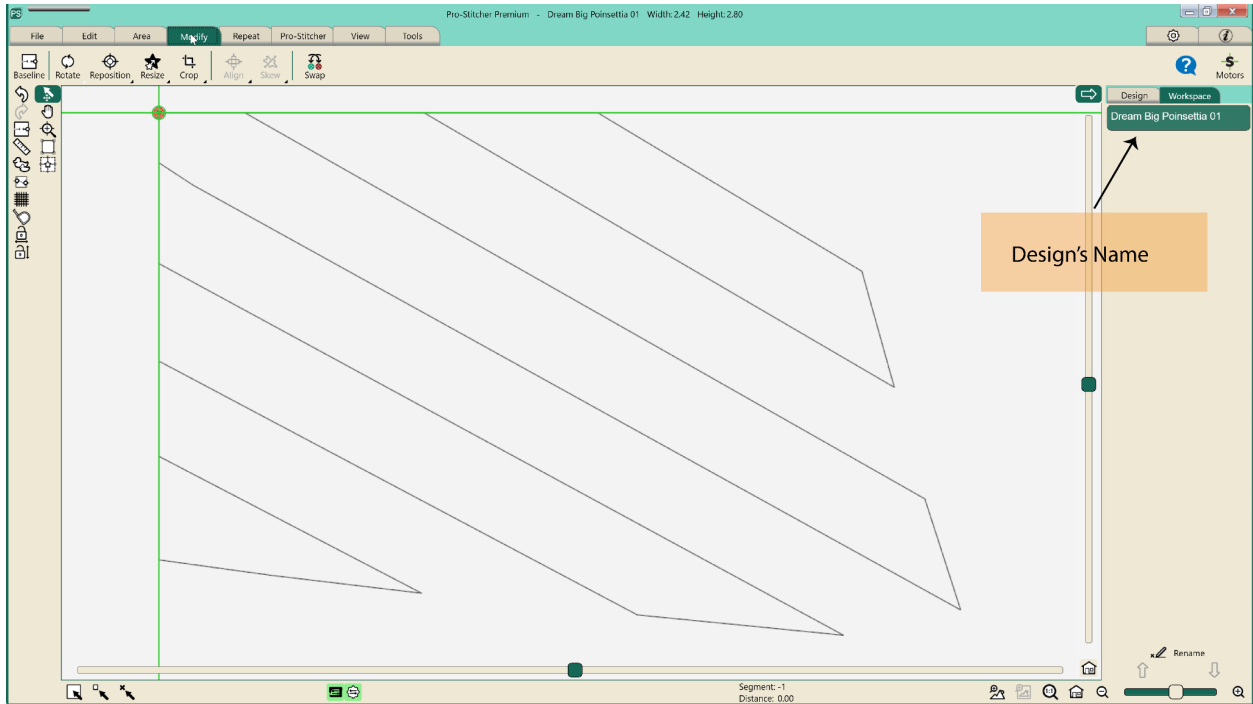 Pro-Stitcher Premium - Dream Big Poinsettia 01 Width: 2.42 Height: 2.80
File Edit Area Modify Repeat Pro-Stitcher View Tools
Baseline Rotate Reposition Resize Crop Align Skew Swap Motors
Design Workspace
Dream Big Poinsettia 01
Design's Name
Rename
Segment: -1
Distance: 0.00